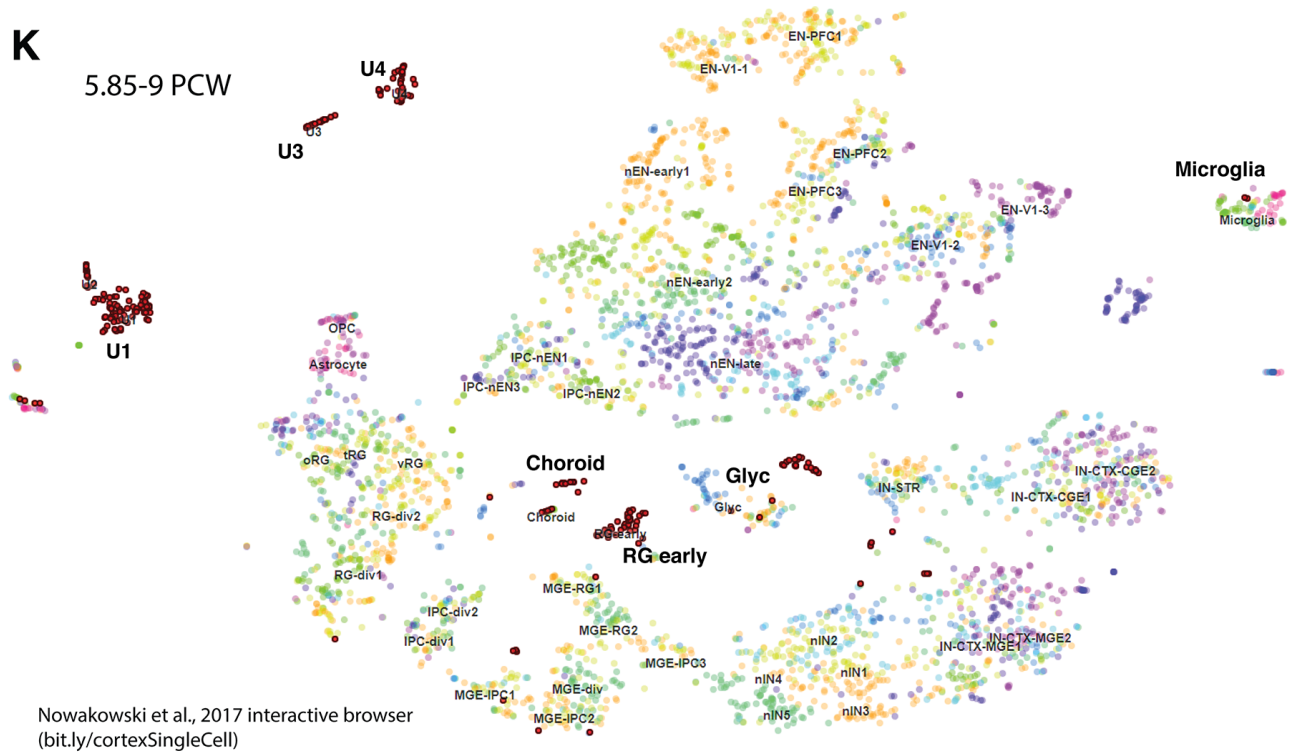 K
5.85-9 PCW
U4
U4
U3
U3
EN-PFC1
EN-V1-1
EN-PFC2
nEN-early1
EN-PFC3
Microglia
Microglia
EN-V1-3
EN-V1-2
nEN-early2
U2
U1
OPC
Astrocyte
IPC-nEN1
nEN-late
IPC-nEN3
IPC-nEN2
oRG
tRG
vRG
RG-div2
Choroid
Choroid
Glyc
Glyc
IN-STR
IN-CTX-CGE2
IN-CTX-CGE1
RG-early
RG early
RG-div1
MGE-RG1
IPC-div2
IPC-div1
MGE-RG2
MGE-IPC3
nIN2
IN-CTX-MGE2
IN-CTX-MGE1
nIN1
nIN4
MGE-IPC1
MGE-div
MGE-IPC2
nIN5
nIN3
Nowakowski et al., 2017 interactive browser
(bit.ly/cortexSingleCell)